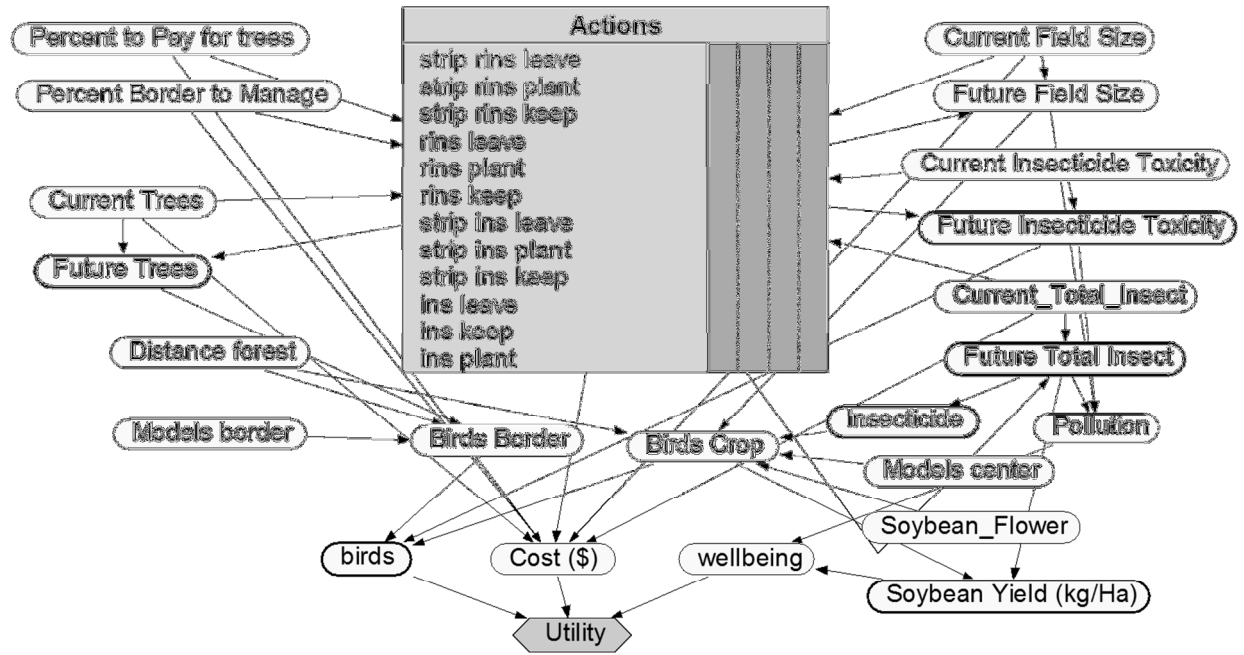 Percent to Pay for trees
Percent Border to Manage
Current Trees
Future Trees
Distance forest
Models border
Actions
strip rins leave
strip rins plant
strip rins keep
rins leave
rins plant
rins keep
strip ins leave
strip ins plant
strip ins keep
ins leave
ins keep
ins plant
Current Field Size
Future Field Size
Current Insecticide Toxicity
Future Insecticide Toxicity
Current_Total_Insect
Future Total Insect
Insecticide
Pollution
Birds Border
Birds Crop
Models center
Soybean_Flower
birds
Cost ($)
wellbeing
Soybean Yield (kg/Ha)
Utility